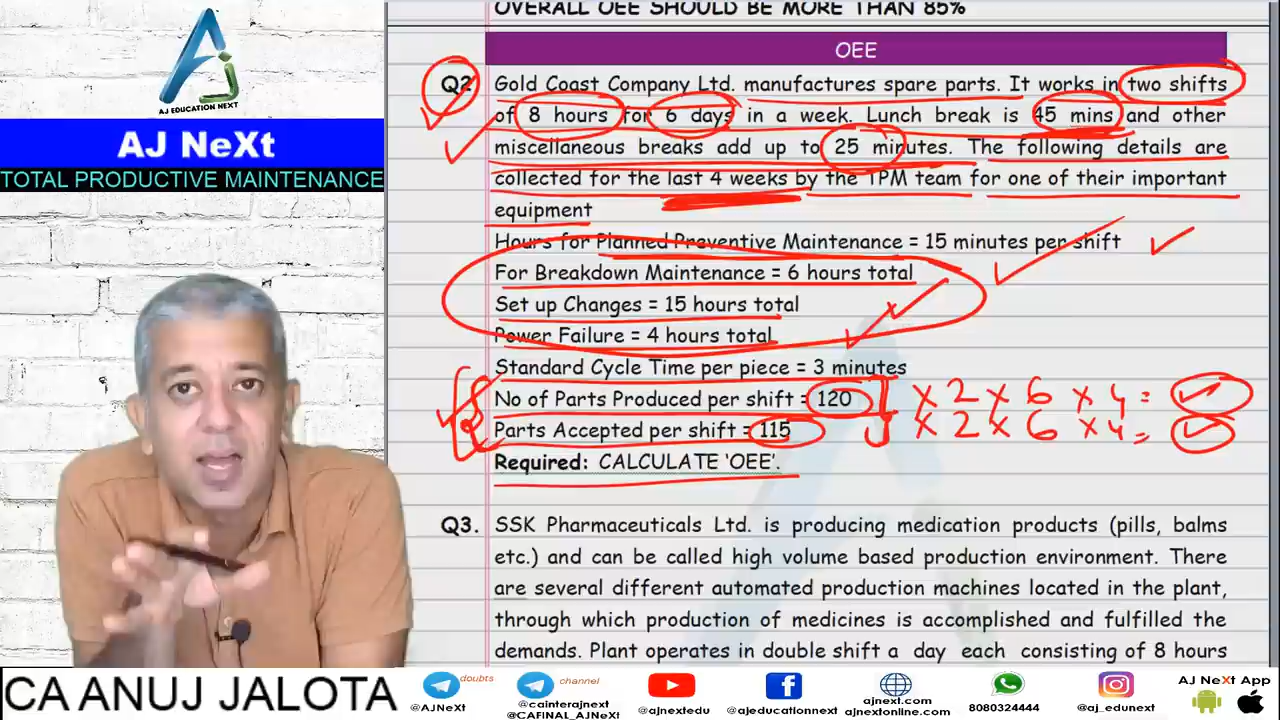 OVERALL OEE SHOULD BE MORE THAN 85%
AJ EDUCATION NEXT
AJ NeXt
TOTAL PRODUCTIVE MAINTENANCE
OEE
Q2 Gold Coast Company Ltd. manufactures spare parts. It works in two shifts
of 8 hours for 6 days in a week. Lunch break is 45 mins and other
miscellaneous breaks add up to 25 minutes. The following details are
collected for the last 4 weeks by the TPM team for one of their important
equipment
Hours for Planned Preventive Maintenance = 15 minutes per shift
For Breakdown Maintenance = 6 hours total
Set up Changes = 15 hours total
Power Failure = 4 hours total
Standard Cycle Time per piece = 3 minutes
No of Parts Produced per shift = 120 × 2 × 6 × 4 =
Parts Accepted per shift = 115 × 2 × 6 × 4 =
Required: CALCULATE 'OEE'.
Q3. SSK Pharmaceuticals Ltd. is producing medication products (pills, balms
etc.) and can be called high volume based production environment. There
are several different automated production machines located in the plant,
through which production of medicines is accomplished and fulfilled the
demands. Plant operates in double shift a day each consisting of 8 hours
CA ANUJ JALOTA
doubts
@AJNeXt
channel
@cainterajnext
@CAFINAL_AJNeXt
@ajnextedu
@ajeducationnext
ajnext.com
ajnextonline.com
8080324444
@aj_edunext
AJ NeXt App